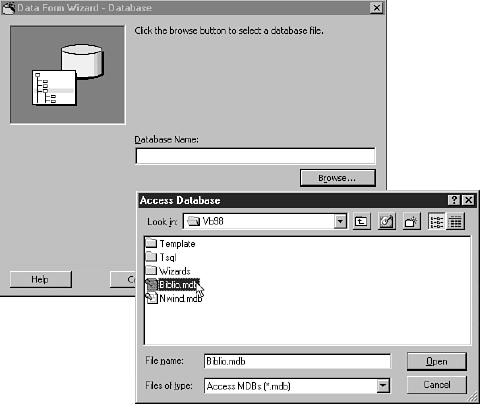 Data Form Wizard - Database
Click the browse button to select a database file.
Database Name:
Browse...
Access Database
Look in: Vb98
Template
Tsql
Wizards
Biblio.mdb
Nwind.mdb
Help
File name: Biblio.mdb
Open
Files of type: Access MDBs (*.mdb)
Cancel